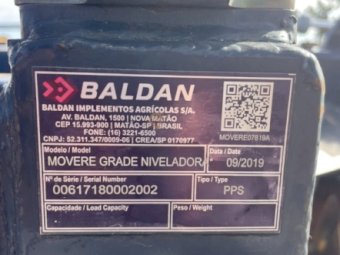 BALDAN
BALDAN IMPLEMENTOS AGRÍCOLAS S/A.
AV. BALDAN, 1500 | NOVA MATÃO
CEP 15.993-900 | MATÃO-SP | BRASIL
FONE: (16) 3221-6500
CNPJ: 52.311.347/0009-06 | CREA/SP 0170977
MOVERE07819A
Modelo / Model
MOVERE GRADE NIVELADOR
Data / Date
09/2019
Nº de Série / Serial Number
00617180002002
Tipo / Type
PPS
Capacidade / Load Capacity
Peso / Weight